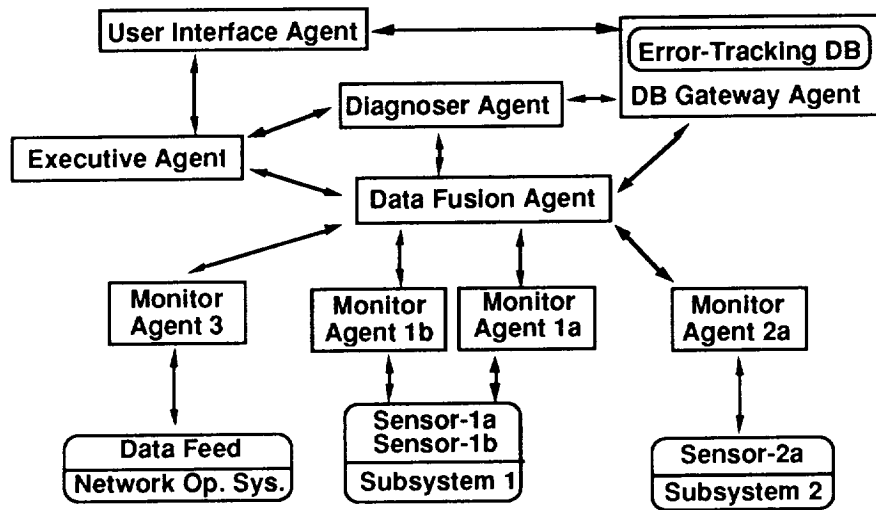 User Interface Agent
Error-Tracking DB
DB Gateway Agent
Diagnoser Agent
Executive Agent
Data Fusion Agent
Monitor
Agent 3
Monitor
Agent 1b
Monitor
Agent 1a
Monitor
Agent 2a
Data Feed
Network Op. Sys.
Sensor-1a
Sensor-1b
Subsystem 1
Sensor-2a
Subsystem 2